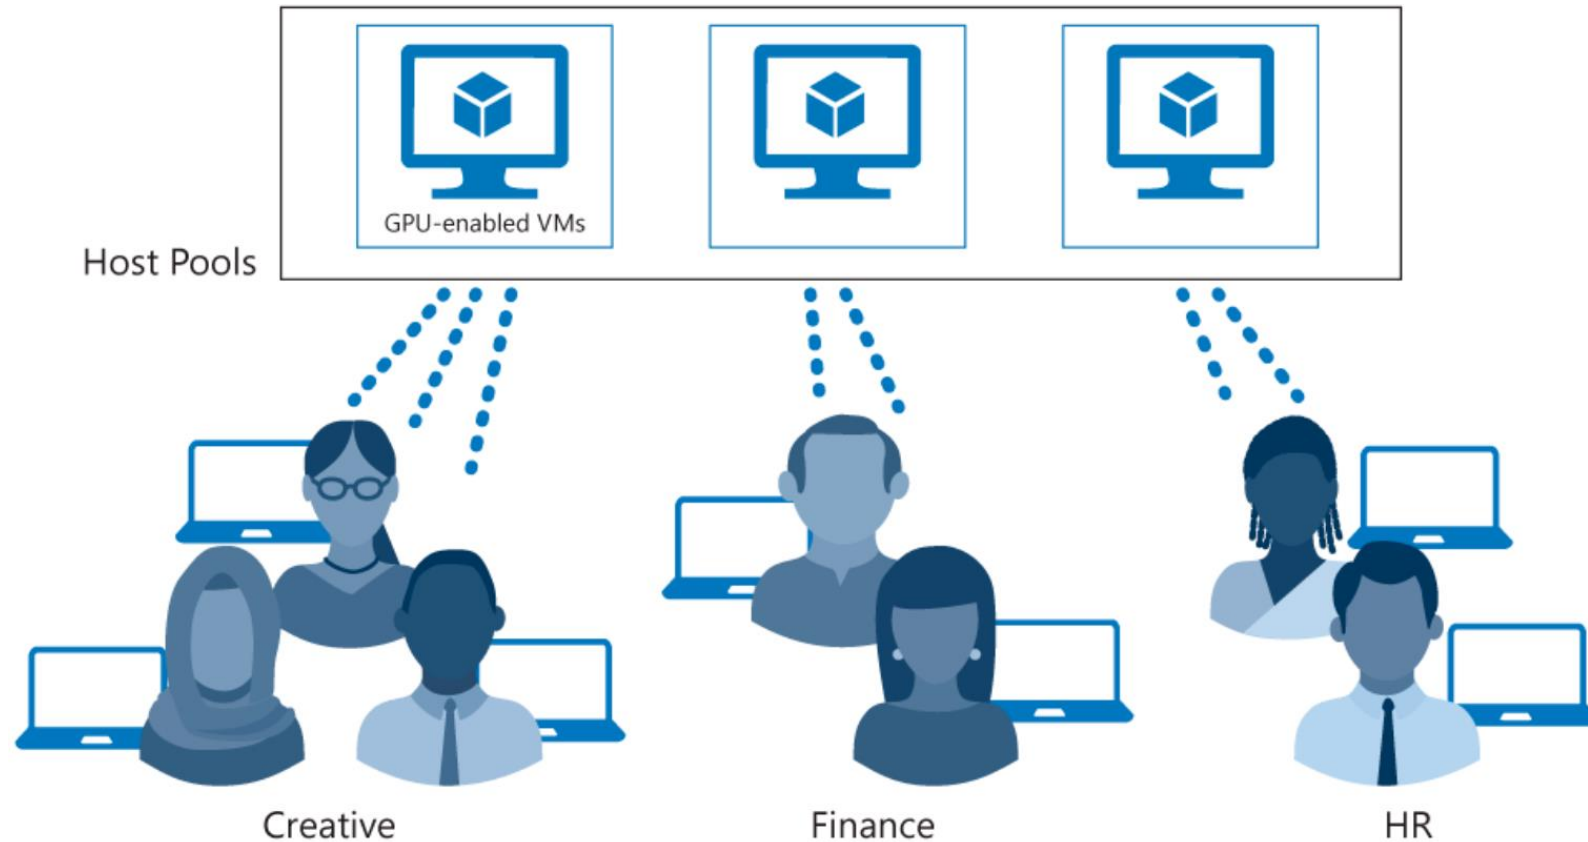 GPU-enabled VMs
Host Pools
Creative
Finance
HR